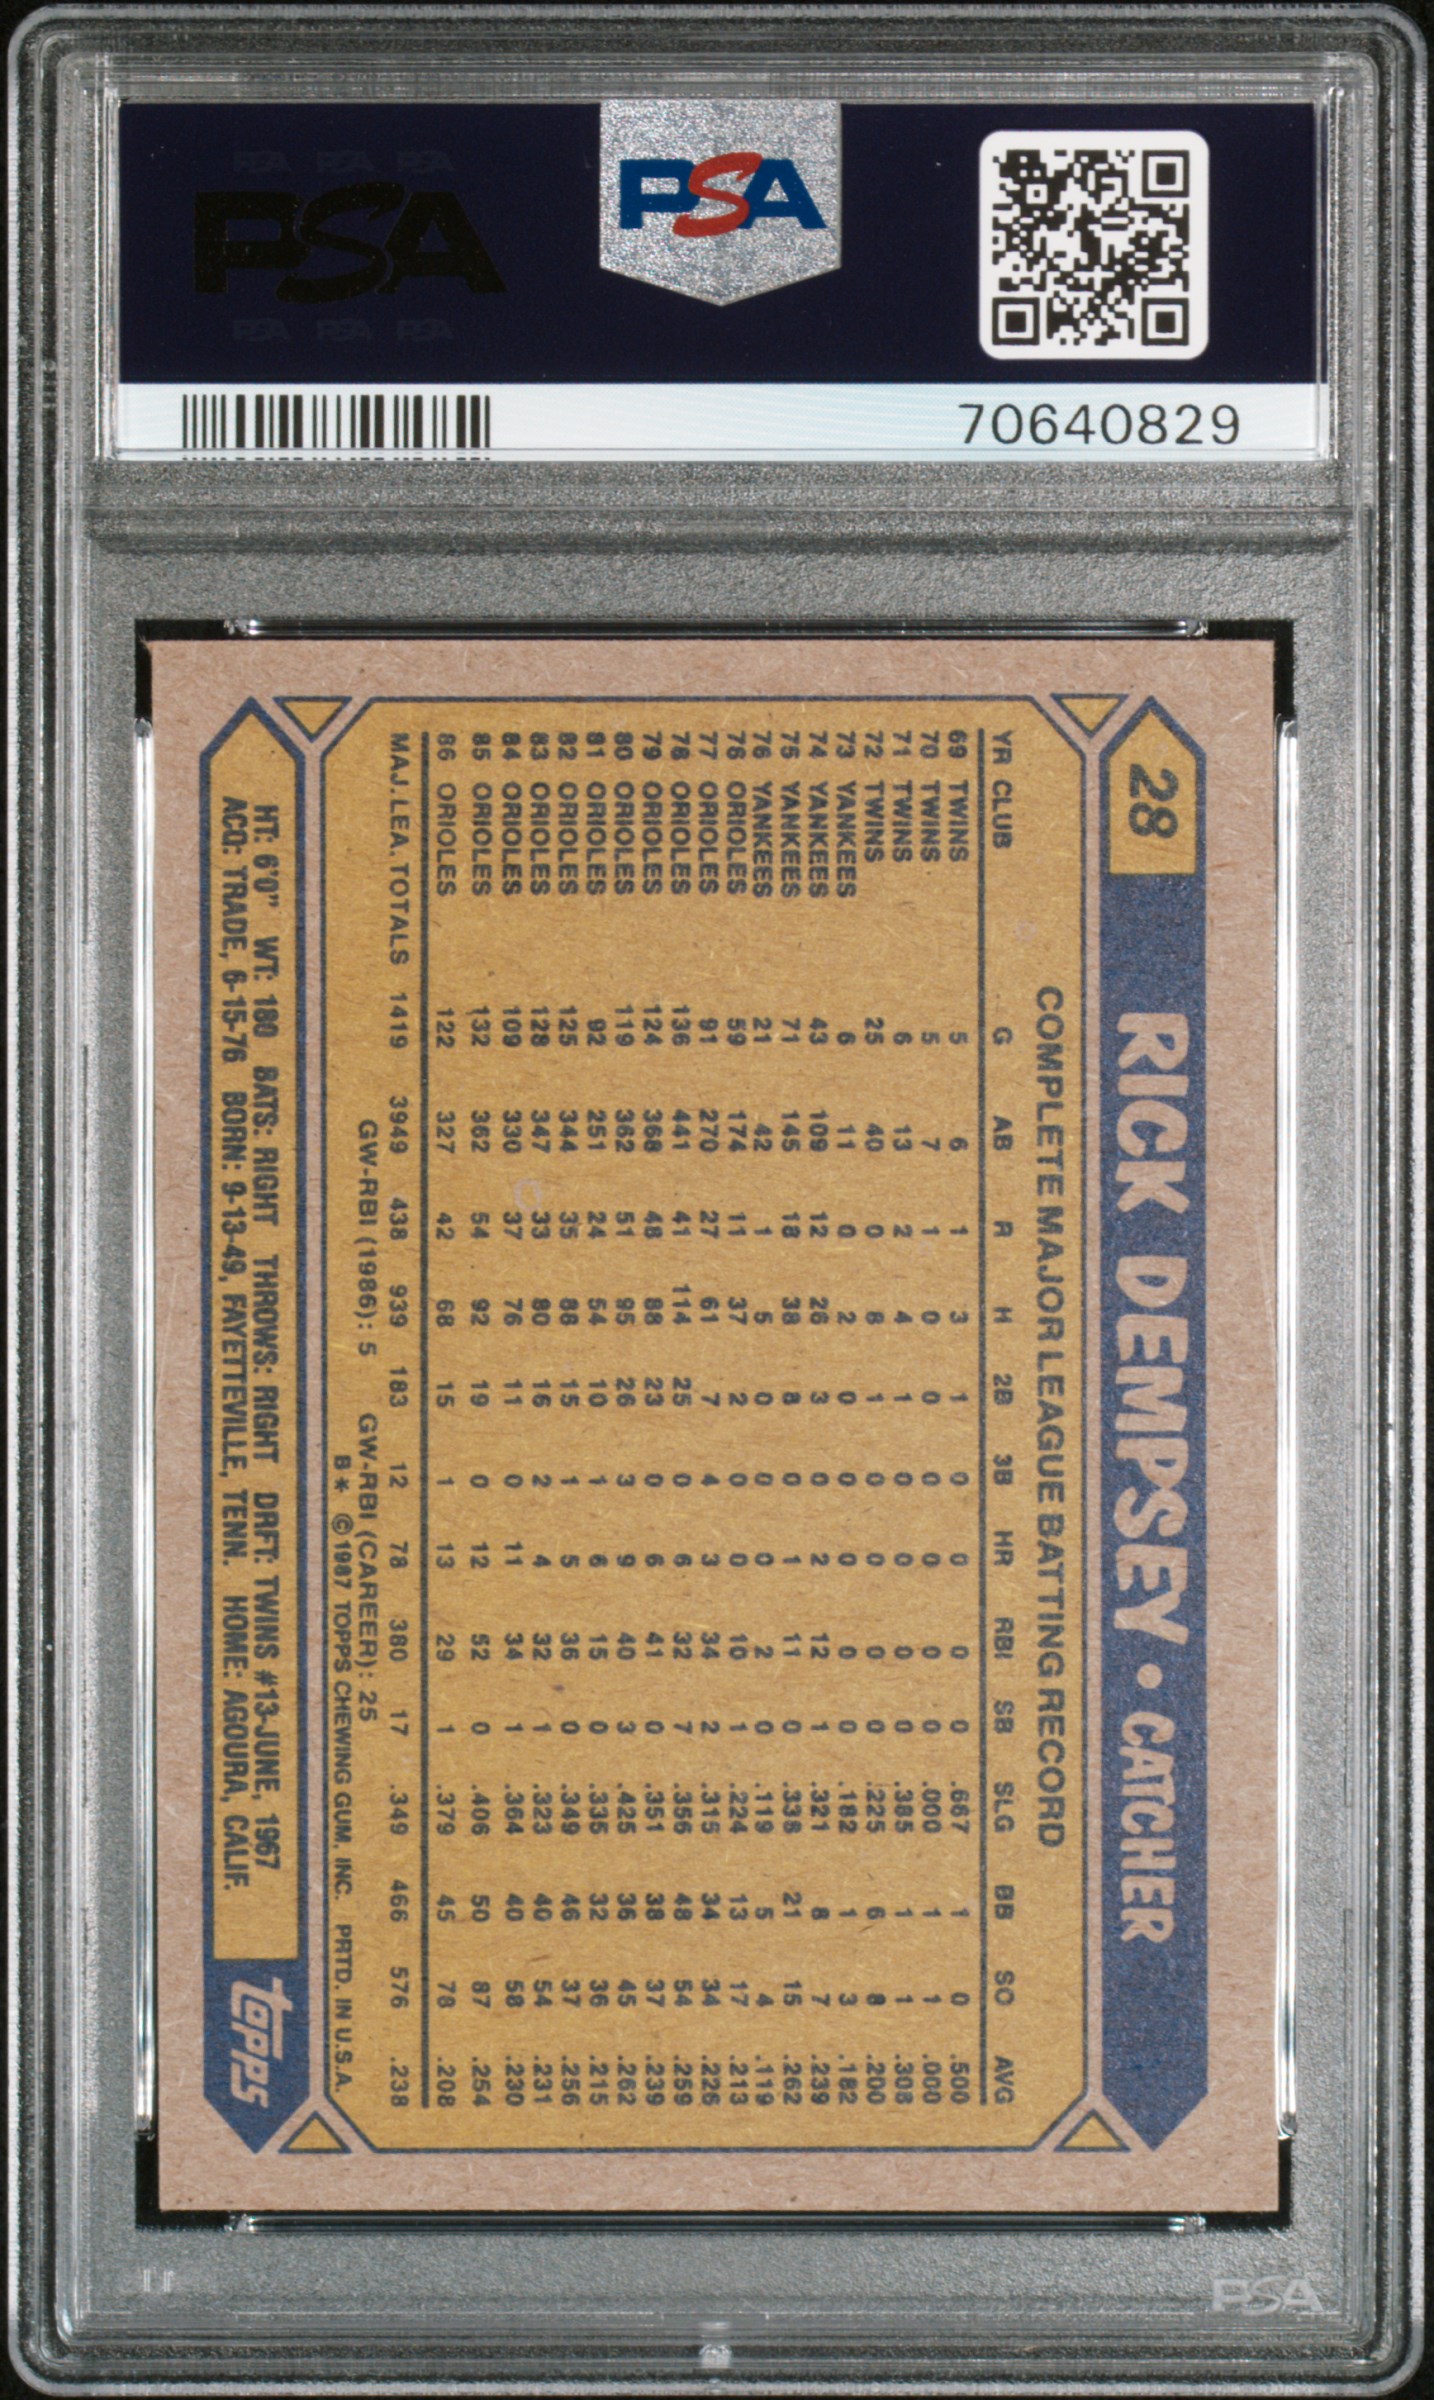 PSA PSA PSA
PSA
PSA PSA PSA
PSA
70640829
28 RICK DEMPSEY • CATCHER
COMPLETE MAJOR LEAGUE BATTING RECORD
YR CLUB G AB R H 2B 3B HR RBI SB SLG BB SO AVG
69 TWINS 5 6 1 3 1 0 0 0 0 .667 1 0 .500
70 TWINS 5 7 1 0 0 0 0 0 0 .000 1 1 .000
71 TWINS 6 13 2 4 1 0 0 0 0 .385 1 1 .308
72 TWINS 25 40 0 8 1 0 0 0 0 .225 6 8 .200
73 YANKEES 6 11 0 2 0 0 0 0 0 .182 1 3 .182
74 YANKEES 43 109 12 26 3 0 2 12 1 .321 8 7 .239
75 YANKEES 71 145 18 38 8 0 1 11 0 .338 21 15 .262
76 YANKEES 21 42 1 5 0 0 0 2 0 .119 5 4 .119
76 ORIOLES 59 174 11 37 2 0 0 10 1 .224 13 17 .213
77 ORIOLES 91 270 27 61 7 4 3 34 2 .315 34 34 .226
78 ORIOLES 136 441 41 114 25 0 6 32 7 .356 48 54 .259
79 ORIOLES 124 368 48 88 23 0 6 41 0 .351 38 37 .239
80 ORIOLES 119 362 51 95 26 3 9 40 3 .425 36 45 .262
81 ORIOLES 92 251 24 54 10 1 6 15 0 .335 32 36 .215
82 ORIOLES 125 344 35 88 15 1 5 36 0 .349 46 37 .256
83 ORIOLES 128 347 33 80 16 2 4 32 1 .323 40 54 .231
84 ORIOLES 109 330 37 76 11 0 11 34 1 .364 40 58 .230
85 ORIOLES 132 362 54 92 19 0 12 52 0 .406 50 87 .254
86 ORIOLES 122 327 42 68 15 1 13 29 1 .379 45 78 .208
MAJ.LEA.TOTALS 1419 3949 438 939 183 12 78 380 17 .349 466 576 .238
GW-RBI (1986): 5 GW-RBI (CAREER): 25
B* ©1987 TOPPS CHEWING GUM, INC. PRTD. IN U.S.A.
HT: 6'0" WT: 180 BATS: RIGHT THROWS: RIGHT DRFT: TWINS #13-JUNE, 1967
ACQ: TRADE, 6-15-76 BORN: 9-13-49, FAYETTEVILLE, TENN. HOME: AGOURA, CALIF.
topps
PSA